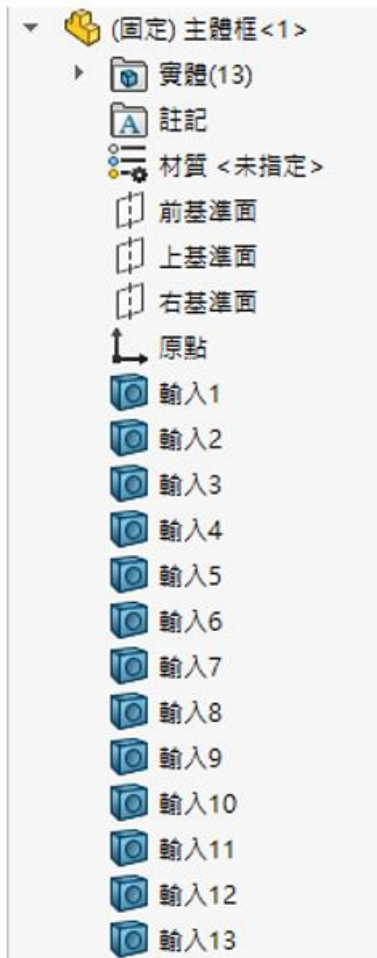 (固定) 主體框<1>
實體(13)
註記
材質 <未指定>
前基準面
上基準面
右基準面
原點
輸入1
輸入2
輸入3
輸入4
輸入5
輸入6
輸入7
輸入8
輸入9
輸入10
輸入11
輸入12
輸入13